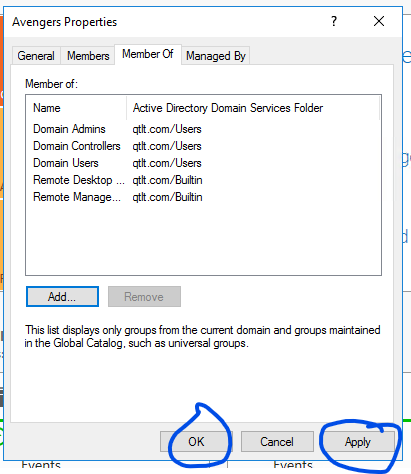 Avengers Properties
? ×
General Members Member Of Managed By
Member of:
Name Active Directory Domain Services Folder
Domain Admins qtlt.com/Users
Domain Controllers qtlt.com/Users
Domain Users qtlt.com/Users
Remote Desktop ... qtlt.com/Builtin
Remote Manage... qtlt.com/Builtin
Add... Remove
This list displays only groups from the current domain and groups maintained
in the Global Catalog, such as universal groups.
OK Cancel Apply
Events Events